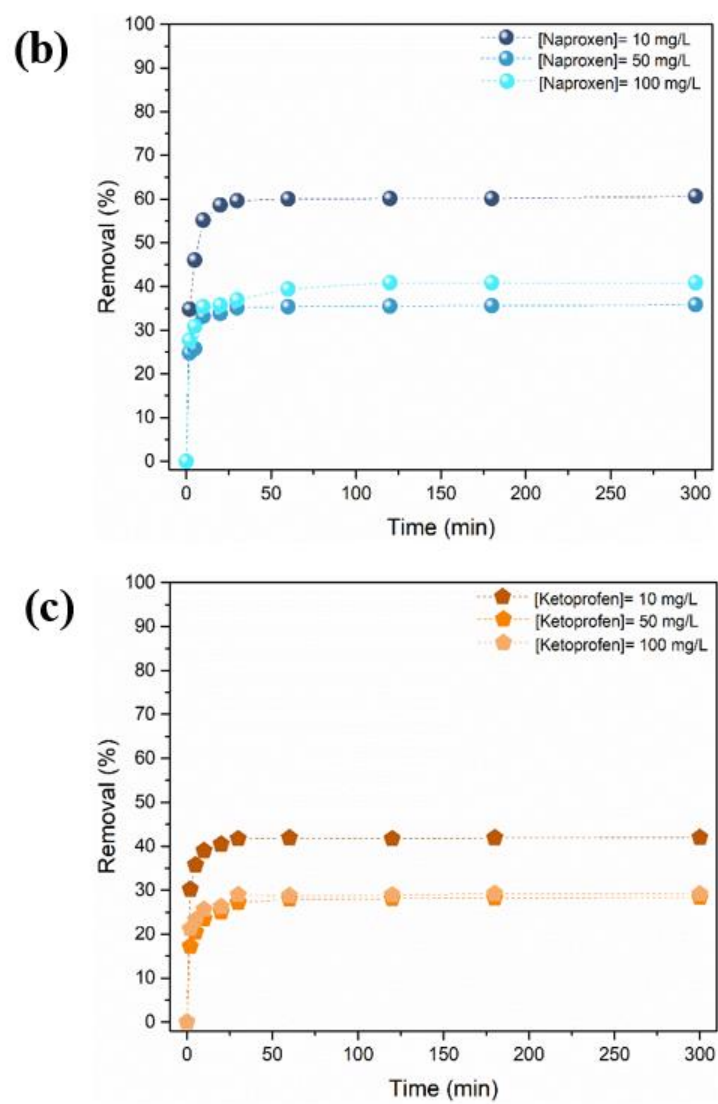 (b)
100
90
80
70
60
50
40
30
20
10
0
Removal (%)
[Naproxen]= 10 mg/L
[Naproxen]= 50 mg/L
[Naproxen]= 100 mg/L
0 50 100 150 200 250 300
Time (min)
(c)
100
90
80
70
60
50
40
30
20
10
0
Removal (%)
[Ketoprofen]= 10 mg/L
[Ketoprofen]= 50 mg/L
[Ketoprofen]= 100 mg/L
0 50 100 150 200 250 300
Time (min)